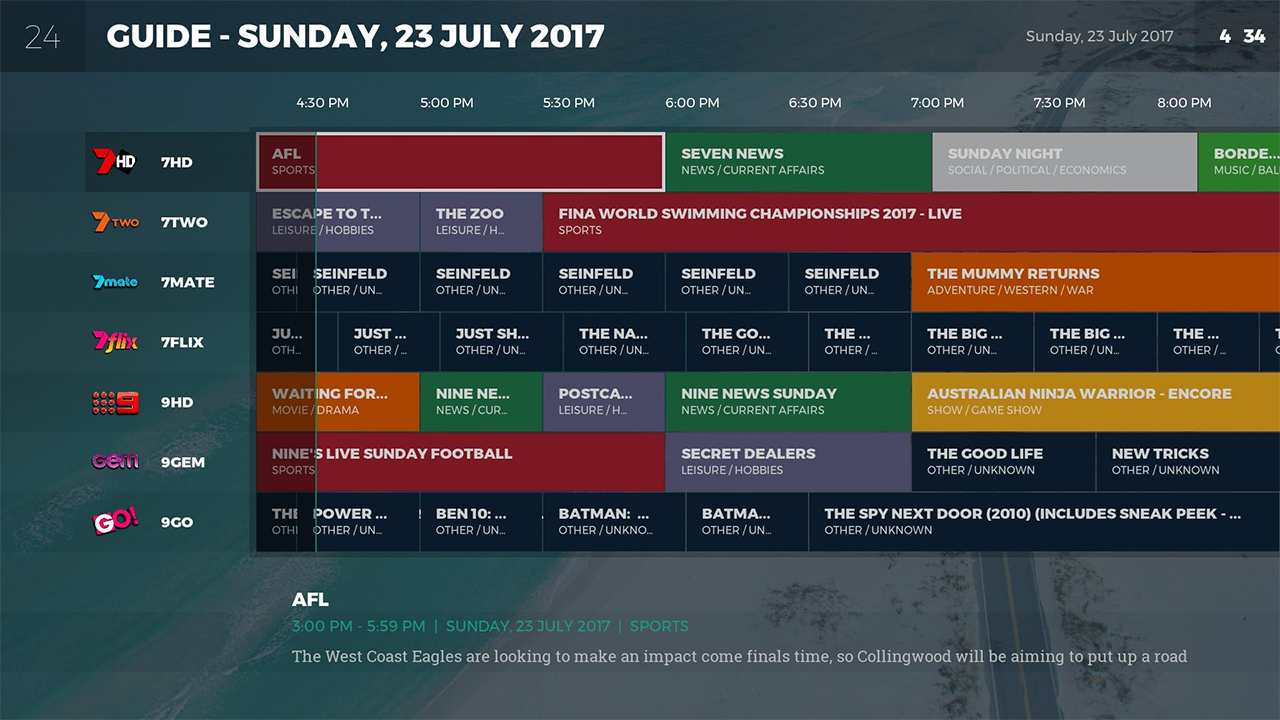 24 GUIDE - SUNDAY, 23 JULY 2017 Sunday, 23 July 2017 4 34
4:30 PM 5:00 PM 5:30 PM 6:00 PM 6:30 PM 7:00 PM 7:30 PM 8:00 PM
7HD 7HD AFL SEVEN NEWS SUNDAY NIGHT BORDE...
SPORTS NEWS / CURRENT AFFAIRS SOCIAL / POLITICAL / ECONOMICS MUSIC / BAL
7TWO 7TWO ESCAPE TO T... THE ZOO FINA WORLD SWIMMING CHAMPIONSHIPS 2017 - LIVE
LEISURE / HOBBIES LEISURE / H... SPORTS
7mate 7MATE SEI SEINFELD SEINFELD SEINFELD SEINFELD SEINFELD THE MUMMY RETURNS
OTH OTHER / UN... OTHER / UN... OTHER / UN... OTHER / UN... OTHER / UN... ADVENTURE / WESTERN / WAR
7flix 7FLIX JU... JUST ... JUST SH... THE NA... THE GO... THE ... THE BIG ... THE BIG ... THE ...
OTH... OTHER / ... OTHER / UN... OTHER / UN... OTHER / UN... OTHER / ... OTHER / UN... OTHER / UN... OTHER / ...
9 9HD WAITING FOR... NINE NE... POSTCA... NINE NEWS SUNDAY AUSTRALIAN NINJA WARRIOR - ENCORE
MOVIE / DRAMA NEWS / CUR... LEISURE / H... NEWS / CURRENT AFFAIRS SHOW / GAME SHOW
Gem 9GEM NINE'S LIVE SUNDAY FOOTBALL SECRET DEALERS THE GOOD LIFE NEW TRICKS
SPORTS LEISURE / HOBBIES OTHER / UNKNOWN OTHER / UNKNOWN
GO! 9GO THE POWER ... BEN 10: ... BATMAN: ... BATMA... THE SPY NEXT DOOR (2010) (INCLUDES SNEAK PEEK - ...
OTH OTHER / UN... OTHER / UN... OTHER / UNKNO... OTHER / UN... OTHER / UNKNOWN
AFL
3:00 PM - 5:59 PM | SUNDAY, 23 JULY 2017 | SPORTS
The West Coast Eagles are looking to make an impact come finals time, so Collingwood will be aiming to put up a road